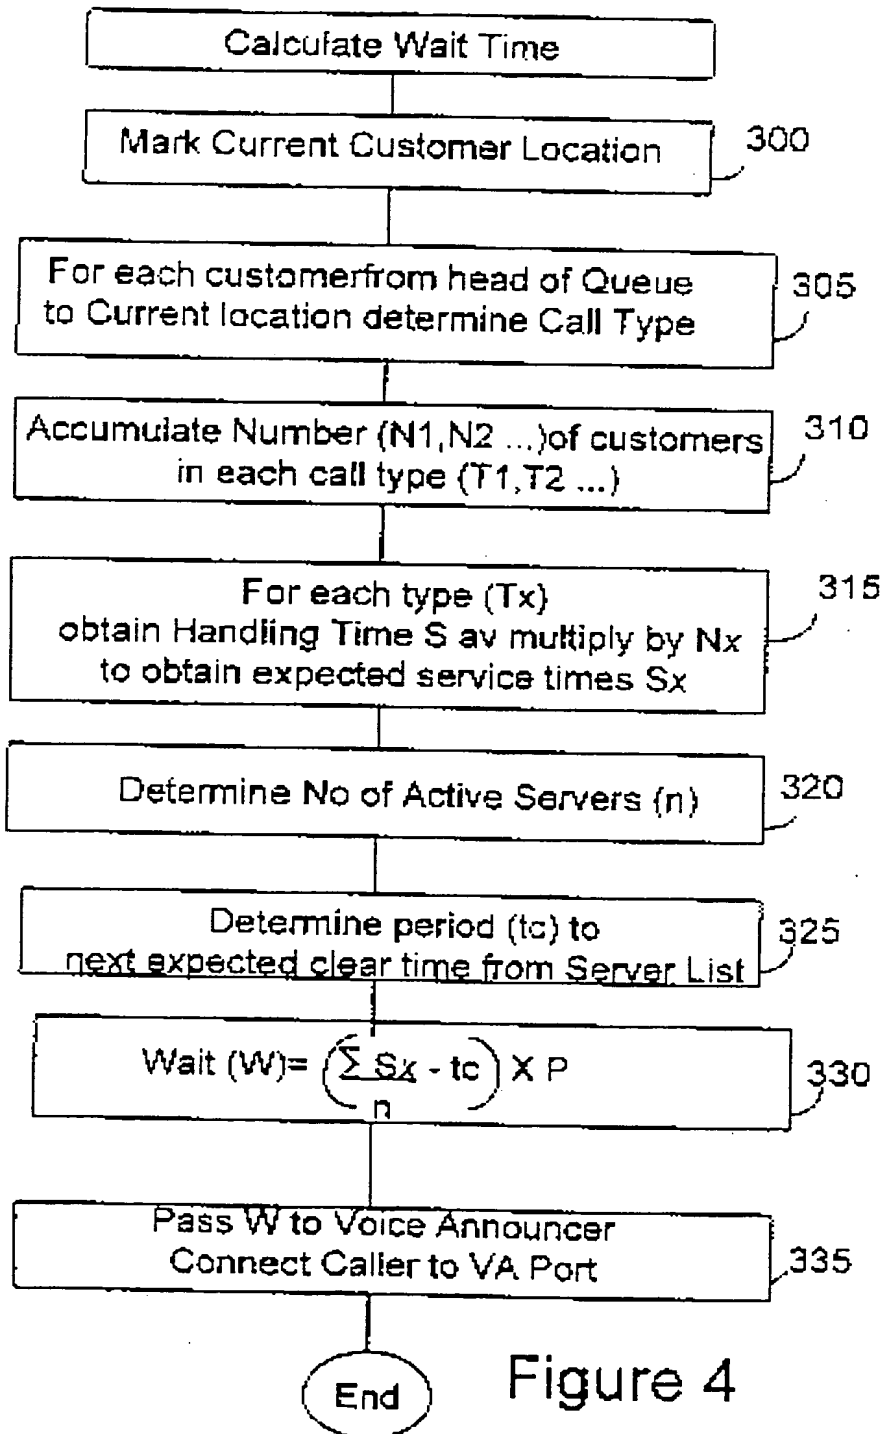 Calculate Wait Time
Mark Current Customer Location
300
For each customerfrom head of Queue
to Current location determine Call Type
305
Accumulate Number (N1,N2 ...)of customers
in each call type (T1,T2 ...)
310
For each type (Tx)
obtain Handling Time S av multiply by Nx
to obtain expected service times Sx
315
Determine No of Active Servers (n)
320
Determine period (tc) to
next expected clear time from Server List
325
Wait (W)= (Σ Sx - tc) X P
n
330
Pass W to Voice Announcer
Connect Caller to VA Port
335
End
Figure 4